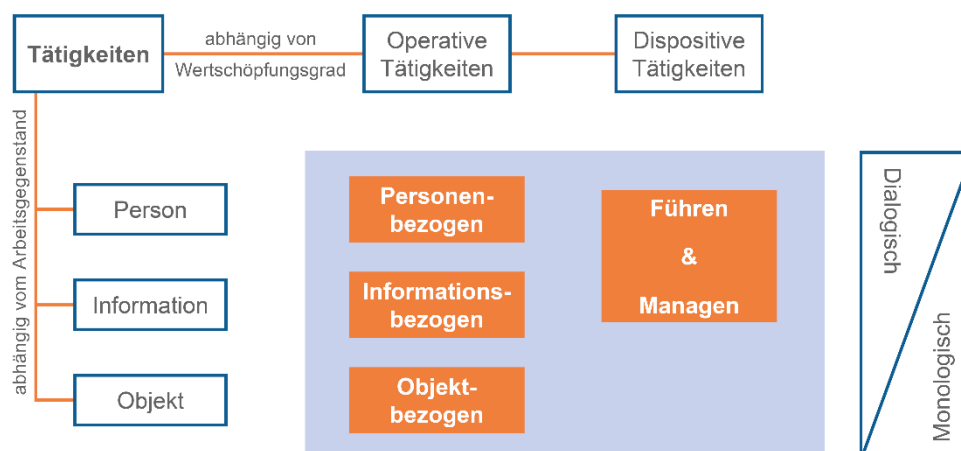 Tätigkeiten
abhängig von
Wertschöpfungsgrad
Operative
Tätigkeiten
Dispositive
Tätigkeiten
abhängig vom Arbeitsgegenstand
Person
Information
Objekt
Personen-
bezogen
Informations-
bezogen
Objekt-
bezogen
Führen
&
Managen
Dialogisch
Monologisch